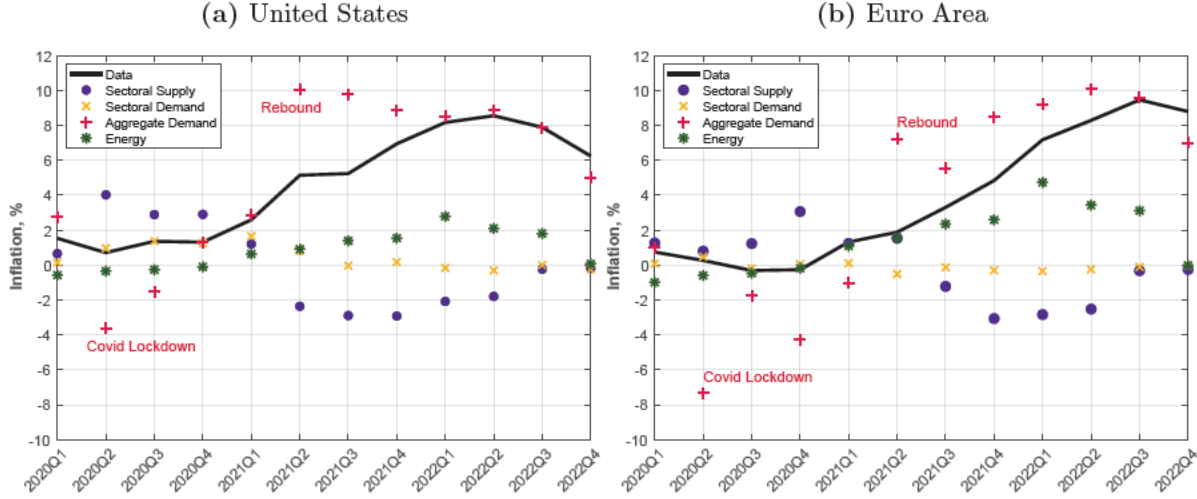 (a) United States
12
10
8
6
4
2
0
-2
-4
-6
-8
-10
Inflation, %
Data
Sectoral Supply
Sectoral Demand
Aggregate Demand
Energy
Rebound
Covid Lockdown
2020Q1
2020Q2
2020Q3
2020Q4
2021Q1
2021Q2
2021Q3
2021Q4
2022Q1
2022Q2
2022Q3
2022Q4
(b) Euro Area
12
10
8
6
4
2
0
-2
-4
-6
-8
-10
Inflation, %
Data
Sectoral Supply
Sectoral Demand
Aggregate Demand
Energy
Rebound
Covid Lockdown
2020Q1
2020Q2
2020Q3
2020Q4
2021Q1
2021Q2
2021Q3
2021Q4
2022Q1
2022Q2
2022Q3
2022Q4